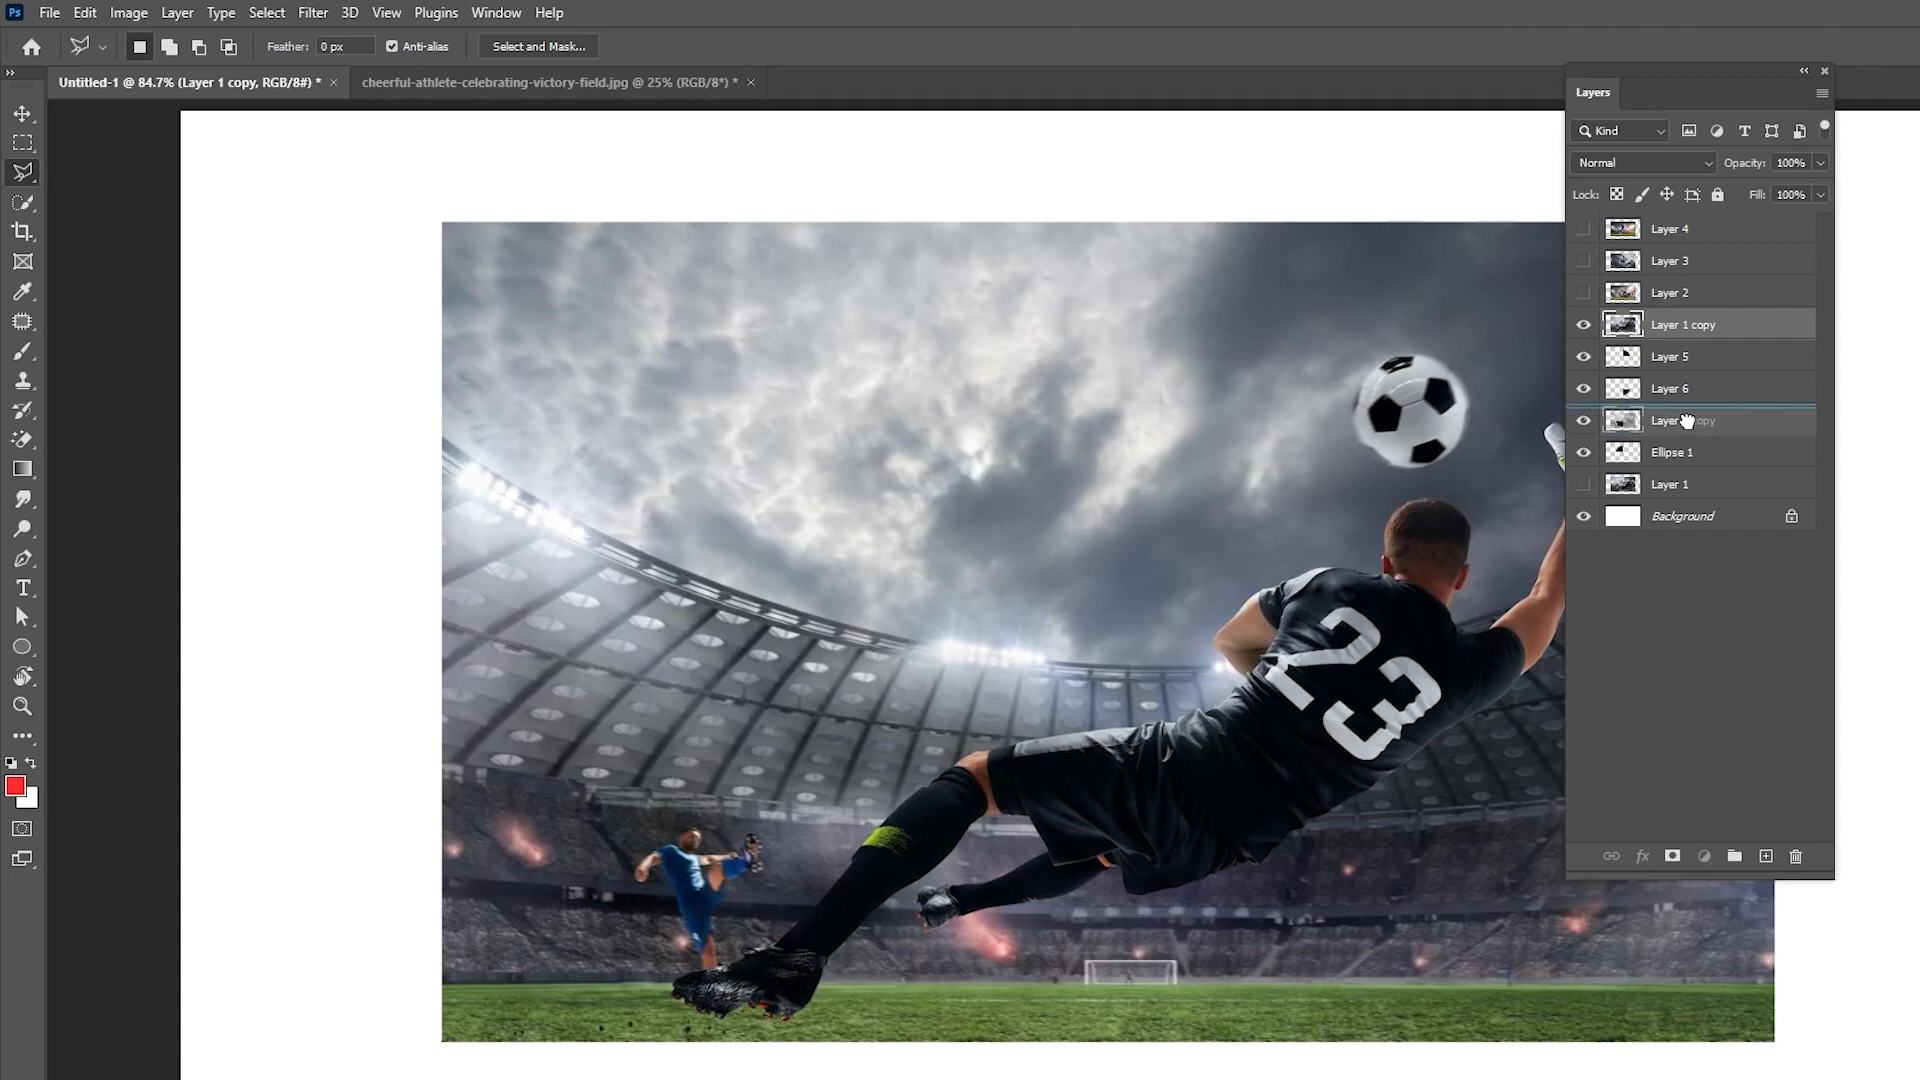 Ps File Edit Image Layer Type Select Filter 3D View Plugins Window Help
Feather: 0 px Anti-alias Select and Mask...
Untitled-1 @ 84.7% (Layer 1 copy, RGB/8#) * cheerful-athlete-celebrating-victory-field.jpg @ 25% (RGB/8*) *
Layers
Kind
Normal Opacity: 100%
Lock: Fill: 100%
Layer 4
Layer 3
Layer 2
Layer 1 copy
Layer 5
Layer 6
Ellipse 1
Layer 1
Background
23